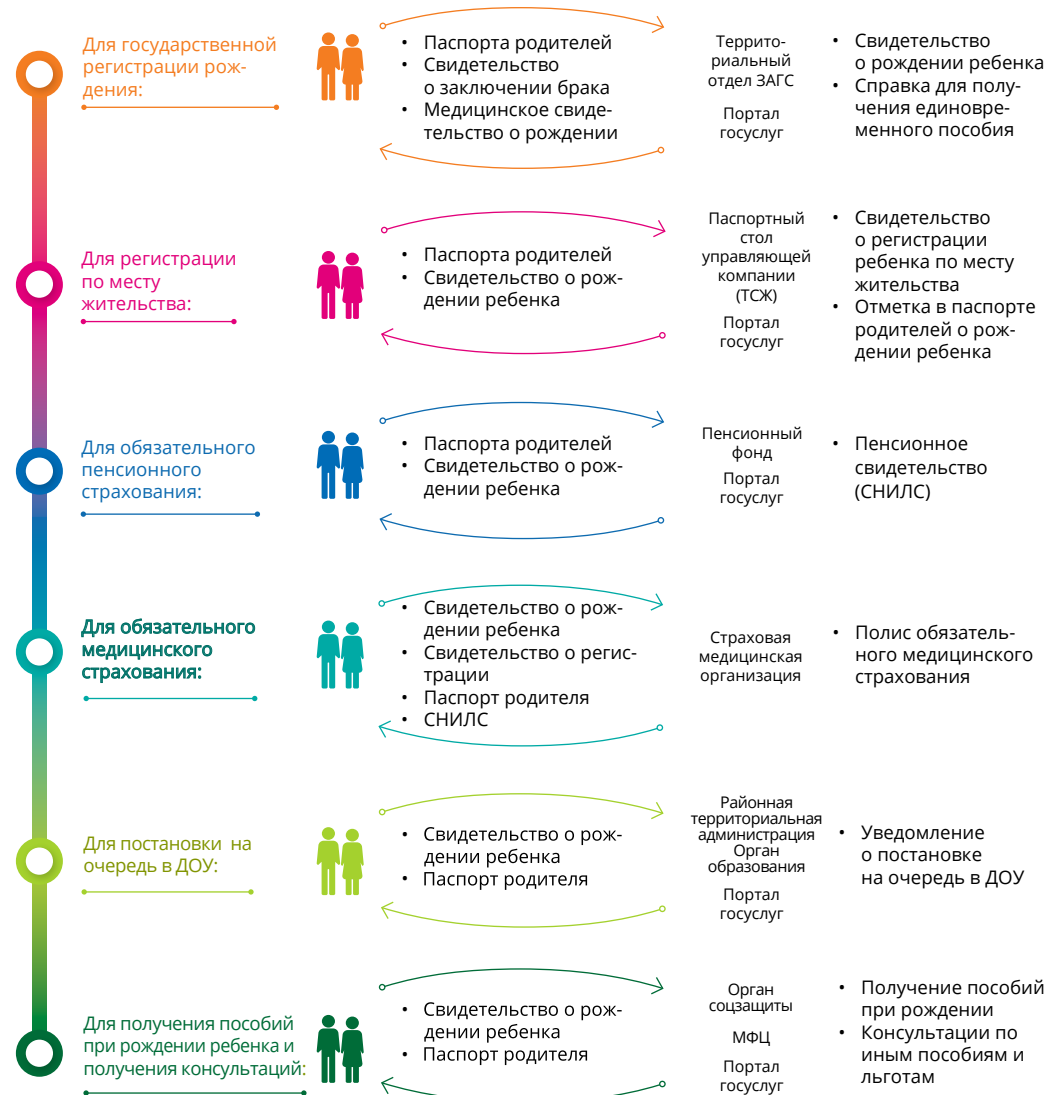 Для государственной
регистрации рож-
дения:
• Паспорта родителей
• Свидетельство
о заключении брака
• Медицинское свиде-
тельство о рождении
Террито-
риальный
отдел ЗАГС
Портал
госуслуг
• Свидетельство
о рождении ребенка
• Справка для полу-
чения единовре-
менного пособия
Для регистрации
по месту
жительства:
• Паспорта родителей
• Свидетельство о рож-
дении ребенка
Паспортный
стол
управляющей
компании
(ТСЖ)
Портал
госуслуг
• Свидетельство
о регистрации
ребенка по месту
жительства
• Отметка в паспорте
родителей о рож-
дении ребенка
Для обязательного
пенсионного
страхования:
• Паспорта родителей
• Свидетельство о рож-
дении ребенка
Пенсионный
фонд
Портал
госуслуг
• Пенсионное
свидетельство
(СНИЛС)
Для обязательного
медицинского
страхования:
• Свидетельство о рож-
дении ребенка
• Свидетельство о регис-
трации
• Паспорт родителя
• СНИЛС
Страховая
медицинская
организация
• Полис обязатель-
ного медицинского
страхования
Для постановки на
очередь в ДОУ:
• Свидетельство о рож-
дении ребенка
• Паспорт родителя
Районная
территориальная
администрация
Орган
образования
Портал
госуслуг
• Уведомление
о постановке
на очередь в ДОУ
Для получения пособий
при рождении ребенка и
получения консультаций:
• Свидетельство о рож-
дении ребенка
• Паспорт родителя
Орган
соцзащиты
МФЦ
Портал
госуслуг
• Получение пособий
при рождении
• Консультации по
иным пособиям и
льготам